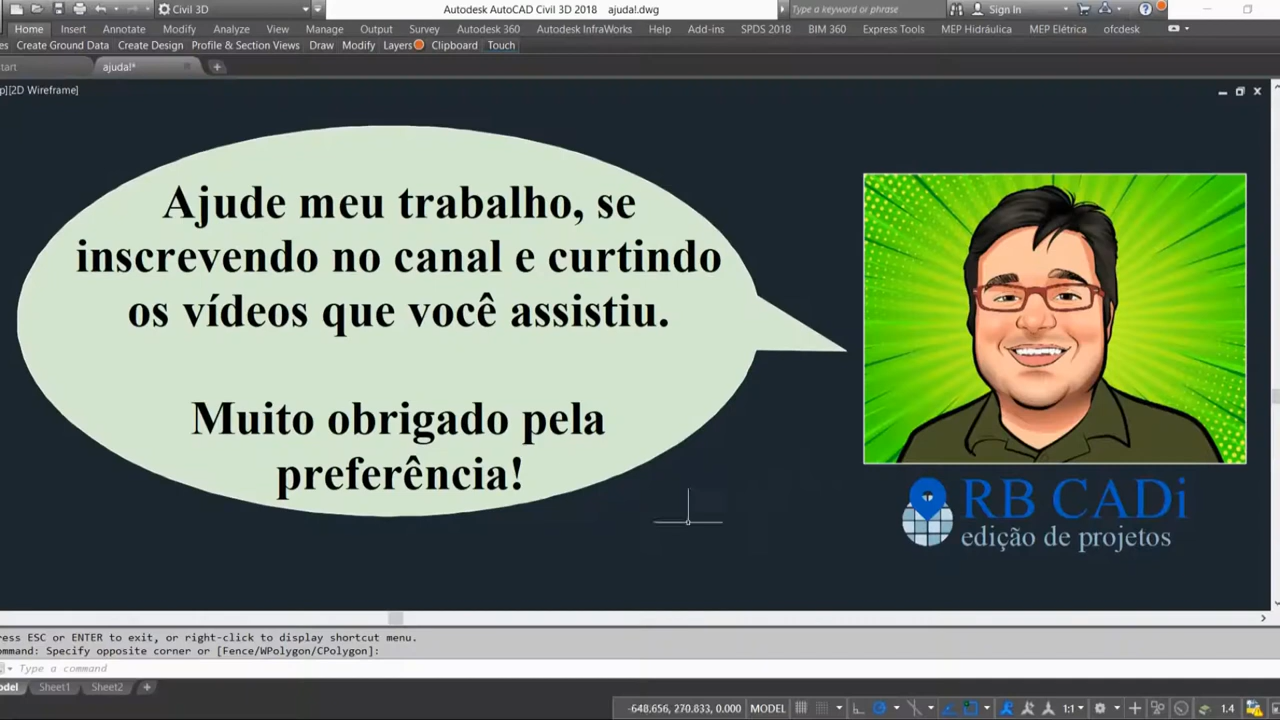 Civil 3D
Autodesk AutoCAD Civil 3D 2018 ajuda!.dwg
Type a keyword or phrase
Sign In
Home Insert Annotate Modify Analyze View Manage Output Survey Autodesk 360 Autodesk InfraWorks Help Add-ins SPDS 2018 BIM 360 Express Tools MEP Hidráulica MEP Elétrica ofcdesk
Create Ground Data Create Design Profile & Section Views Draw Modify Layers Clipboard Touch
ajuda!*
[2D Wireframe]
Ajude meu trabalho, se
inscrevendo no canal e curtindo
os vídeos que você assistiu.
Muito obrigado pela
preferência!
RB CADi
edição de projetos
ress ESC or ENTER to exit, or right-click to display shortcut menu.
ommand: Specify opposite corner or [Fence/WPolygon/CPolygon]:
Type a command
odel Sheet1 Sheet2
-648.656, 270.833, 0.000 MODEL 1:1 1.4